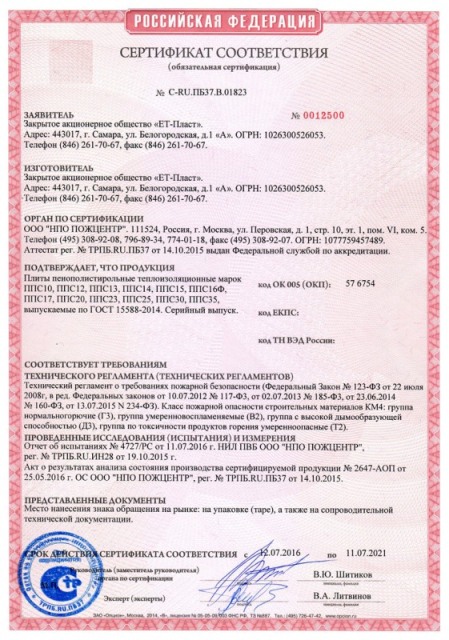 РОССИЙСКАЯ ФЕДЕРАЦИЯ
СЕРТИФИКАТ СООТВЕТСТВИЯ
(обязательная сертификация)
№ C-RU.ПБ37.В.01823
ЗАЯВИТЕЛЬ
№ 0012500
Закрытое акционерное общество «ЕТ-Пласт».
Адрес: 443017, г. Самара, ул. Белогородская, д.1 «А». ОГРН: 1026300526053.
Телефон (846) 261-70-67, факс (846) 261-70-67.
ИЗГОТОВИТЕЛЬ
Закрытое акционерное общество «ЕТ-Пласт».
Адрес: 443017, г. Самара, ул. Белогородская, д.1 «А». ОГРН: 1026300526053.
Телефон (846) 261-70-67, факс (846) 261-70-67.
ОРГАН ПО СЕРТИФИКАЦИИ
ООО "НПО ПОЖЦЕНТР". 111524, Россия, г. Москва, ул. Перовская, д. 1, стр. 10, эт. 1, пом. VI, ком. 5.
Телефон (495) 308-92-08, 796-89-34, 774-01-18, факс (495) 308-92-07. ОГРН: 1077759457489.
Аттестат рег. № ТРПБ.RU.ПБ37 от 14.10.2015 выдан Федеральной службой по аккредитации.
ПОДТВЕРЖДАЕТ, ЧТО ПРОДУКЦИЯ
Плиты пенополистирольные теплоизоляционные марок
ППС10, ППС12, ППС13, ППС14, ППС15, ППС16Ф,
ППС17, ППС20, ППС23, ППС25, ППС30, ППС35,
выпускаемые по ГОСТ 15588-2014. Серийный выпуск.
код ОК 005 (ОКП): 57 6754
код ЕКПС:
код ТН ВЭД России:
СООТВЕТСТВУЕТ ТРЕБОВАНИЯМ
ТЕХНИЧЕСКОГО РЕГЛАМЕНТА (ТЕХНИЧЕСКИХ РЕГЛАМЕНТОВ)
Технический регламент о требованиях пожарной безопасности (Федеральный Закон № 123-ФЗ от 22 июля
2008г, в ред. Федеральных законов от 10.07.2012 № 117-ФЗ, от 02.07.2013 № 185-ФЗ, от 23.06.2014
№ 160-ФЗ, от 13.07.2015 N 234-ФЗ). Класс пожарной опасности строительных материалов КМ4: группа
нормальногорючие (Г3), группа умеренновоспламеняемые (В2), группа с высокой дымообразующей
способностью (Д3), группа по токсичности продуктов горения умеренноопасные (Т2).
ПРОВЕДЕННЫЕ ИССЛЕДОВАНИЯ (ИСПЫТАНИЯ) И ИЗМЕРЕНИЯ
Отчет об испытаниях № 4727/РС от 11.07.2016г. НИЛ ПВБ ООО "НПО ПОЖЦЕНТР",
рег. № ТРПБ.RU.ИН28 от 19.10.2015г.
Акт о результатах анализа состояния производства сертифицируемой продукции № 2647-АОП от
25.05.2016 г. ОС ООО "НПО ПОЖЦЕНТР" рег. № ТРПБ.RU.ПБ37 от 14.10.2015г.
ПРЕДСТАВЛЕННЫЕ ДОКУМЕНТЫ
Место нанесения знака обращения на рынке: на упаковке (таре), а также на сопроводительной
технической документации.
СРОК ДЕЙСТВИЯ СЕРТИФИКАТА СООТВЕТСТВИЯ с 12.07.2016 по 11.07.2021
Руководитель (заместитель руководителя)
органа по сертификации
В.Ю. Шитиков
В.А. Литвинов
ТРПБ.RU.ПБ37